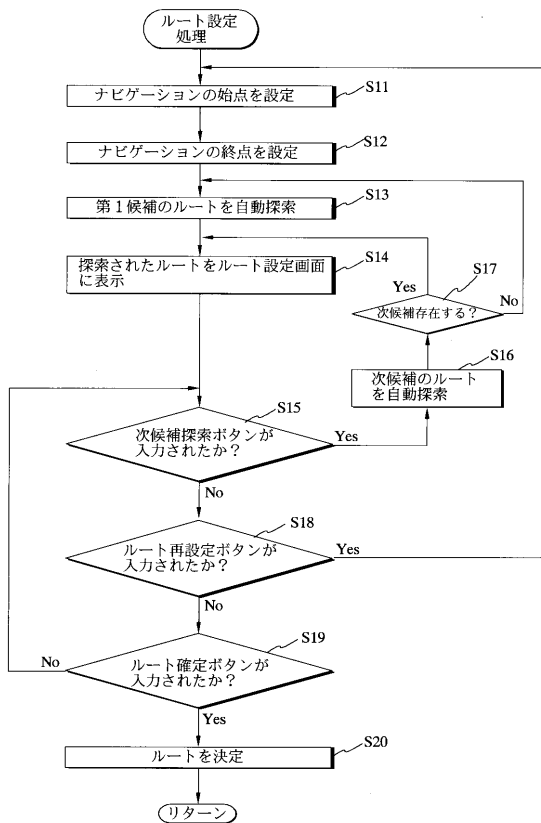 ルート設定
処理
ナビゲーションの始点を設定
S11
ナビゲーションの終点を設定
S12
第1候補のルートを自動探索
S13
探索されたルートをルート設定画面
に表示
S14
S17
Yes
No
次候補存在する?
S16
次候補のルート
を自動探索
S15
次候補探索ボタンが
入力されたか?
Yes
No
S18
ルート再設定ボタンが
入力されたか?
Yes
No
S19
No
ルート確定ボタンが
入力されたか?
Yes
S20
ルートを決定
リターン